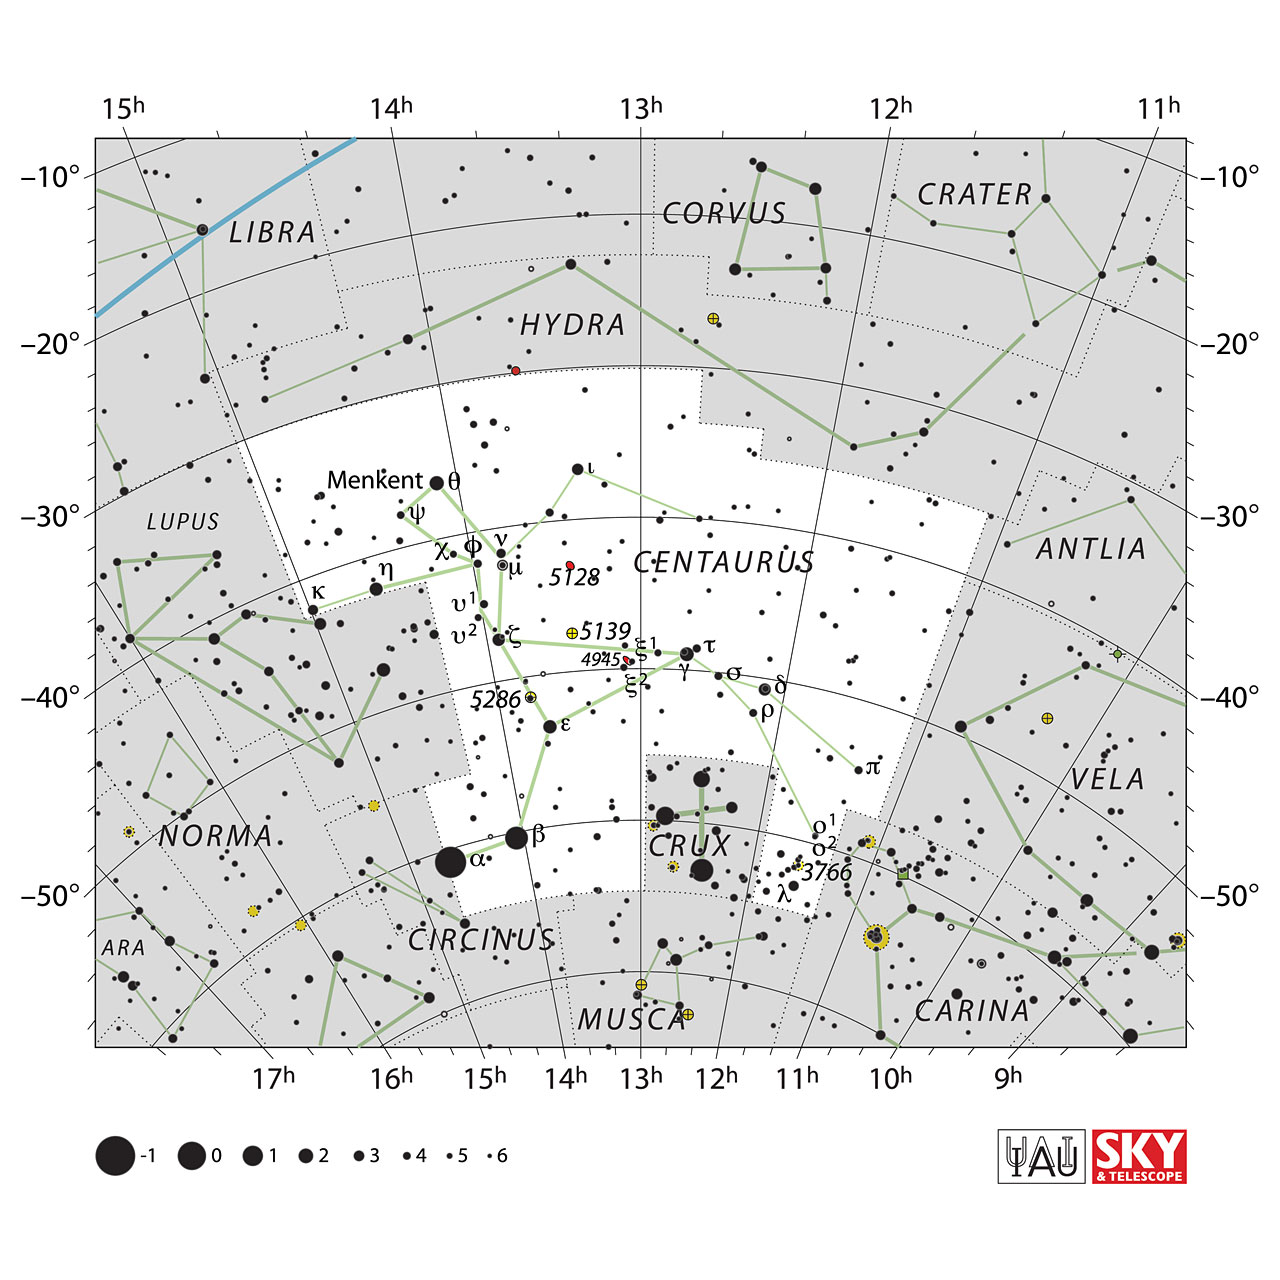 15h 14h 13h 12h 11h
-10° -10°
CRATER
CORVUS
LIBRA
HYDRA
-20° -20°
Menkent θ ι
ψ
-30° -30°
LUPUS
χ φ ν
CENTAURUS
ANTLIA
μ
η
5128
κ
υ1
υ2 ζ
5139 ξ1 τ
4945
γ
σ
ξ2
δ
-40° -40°
5286
ρ
ε
π
VELA
NORMA
ο1
β
CRUX
ο2
α
3766
λ
-50° -50°
CIRCINUS
ARA
CARINA
MUSCA
17h 16h 15h 14h 13h 12h 11h 10h 9h
-1 0 1 2 3 4 5 6
IAU
SKY
& TELESCOPE